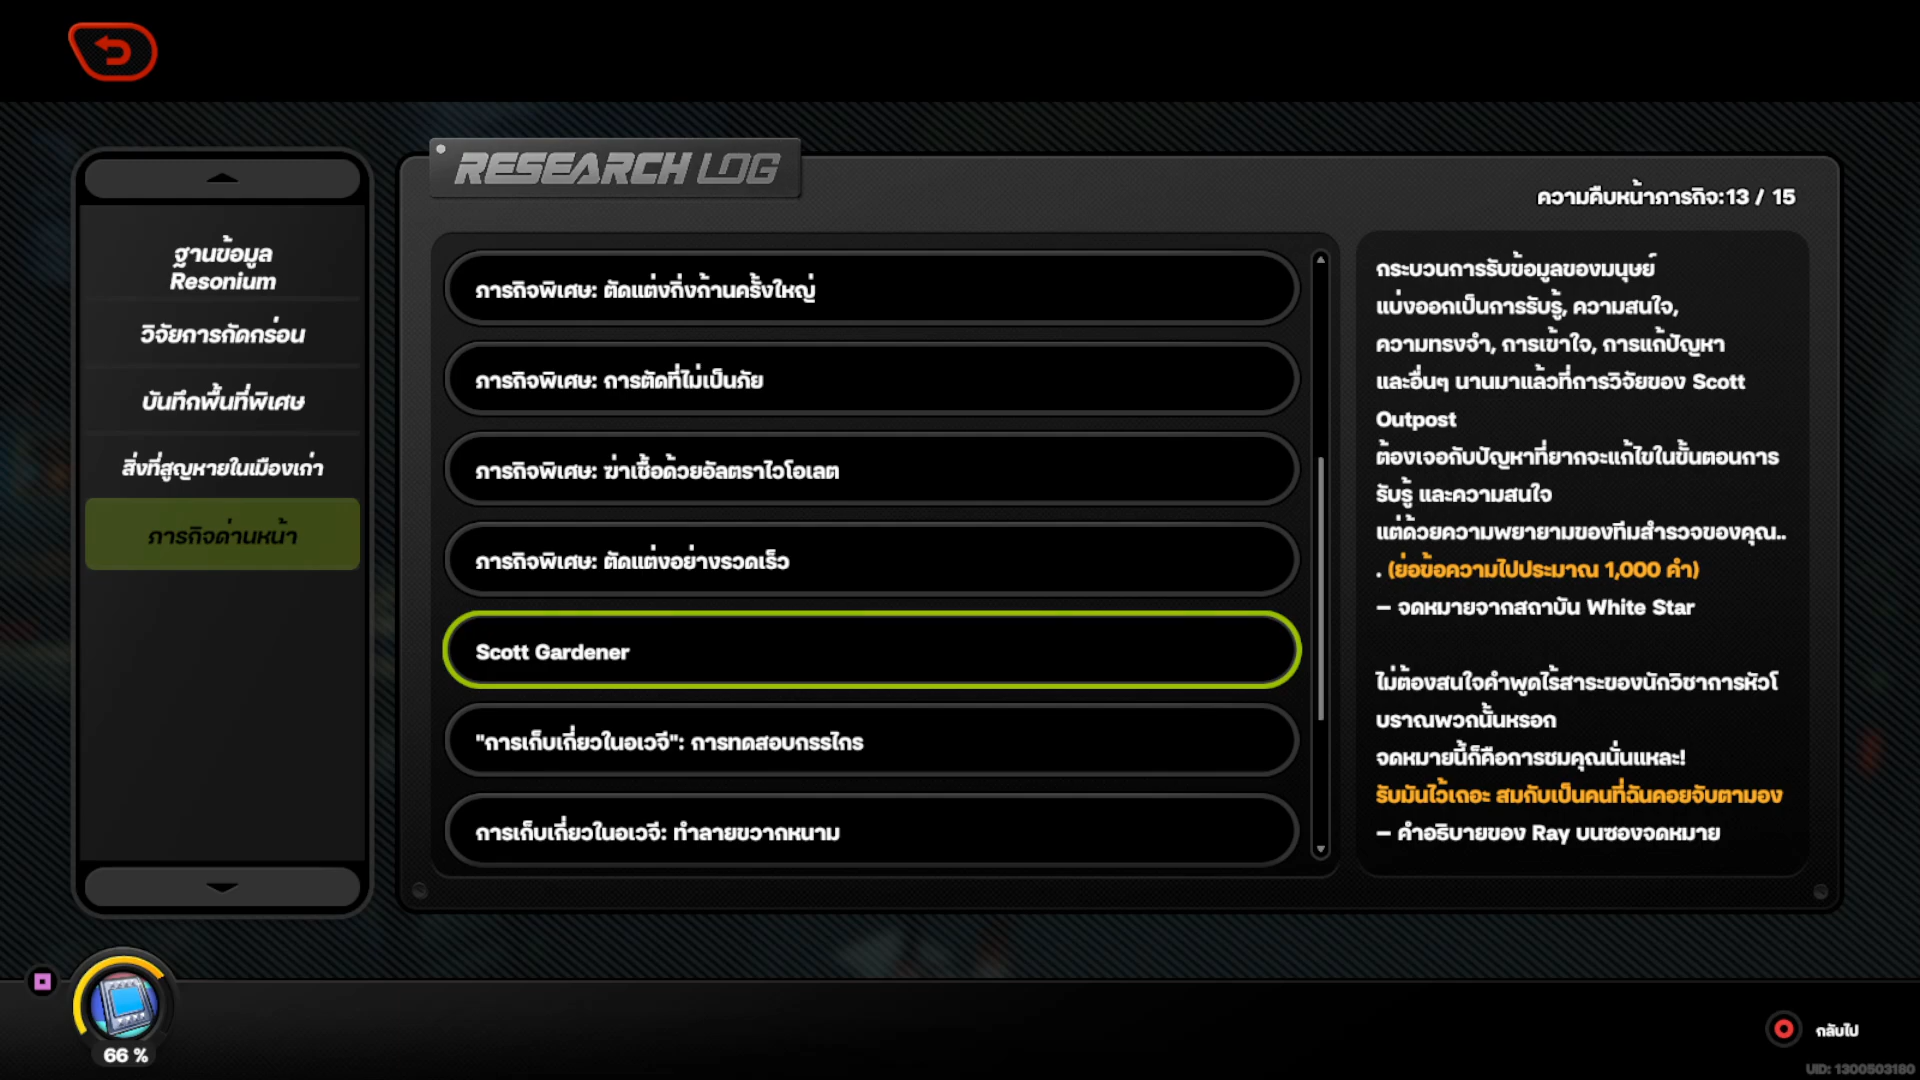 RESEARCH LOG
ความคืบหน้าภารกิจ:13 / 15
ฐานข้อมูล
Resonium
วิจัยการกัดกร่อน
บันทึกพื้นที่พิเศษ
สิ่งที่สูญหายในเมืองเก่า
ภารกิจด่านหน้า
ภารกิจพิเศษ: ตัดแต่งกิ่งก้านครั้งใหญ่
ภารกิจพิเศษ: การตัดที่ไม่เป็นภัย
ภารกิจพิเศษ: ฆ่าเชื้อด้วยอัลตราไวโอเลต
ภารกิจพิเศษ: ตัดแต่งอย่างรวดเร็ว
Scott Gardener
"การเก็บเกี่ยวในอเวจี": การทดสอบกรรไกร
การเก็บเกี่ยวในอเวจี: ทำลายขวากหนาม
กระบวนการรับข้อมูลของมนุษย์
แบ่งออกเป็นการรับรู้, ความสนใจ,
ความทรงจำ, การเข้าใจ, การแก้ปัญหา
และอื่นๆ นานมาแล้วที่การวิจัยของ Scott
Outpost
ต้องเจอกับปัญหาที่ยากจะแก้ไขในขั้นตอนการ
รับรู้ และความสนใจ
แต่ด้วยความพยายามของทีมสำรวจของคุณ..
. (ย่อข้อความไปประมาณ 1,000 คำ)
– จดหมายจากสถาบัน White Star
ไม่ต้องสนใจคำพูดไร้สาระของนักวิชาการหัวโ
บราณพวกนั้นหรอก
จดหมายนี้ก็คือการชมคุณนั่นแหละ!
รับมันไว้เถอะ สมกับเป็นคนที่ฉันคอยจับตามอง
– คำอธิบายของ Ray บนซองจดหมาย
66 %
กลับไป
UID: 1300503180